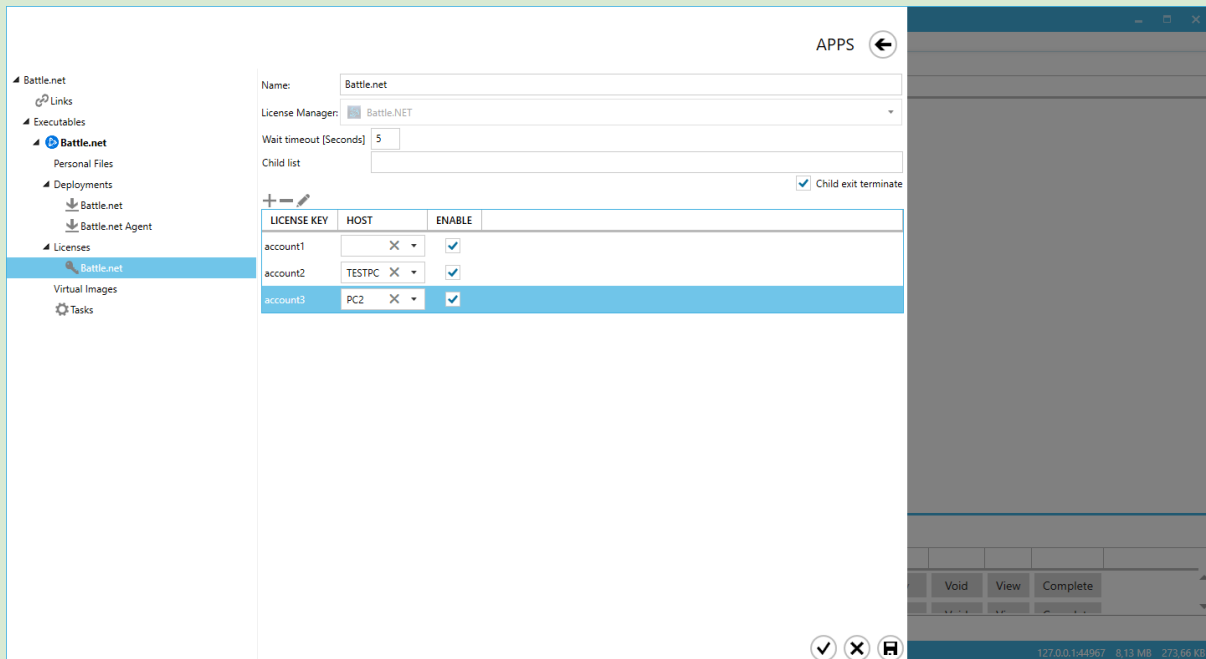 APPS
Battle.net
Links
Executables
Battle.net
Personal Files
Deployments
Battle.net
Battle.net Agent
Licenses
Battle.net
Virtual Images
Tasks
Name: Battle.net
License Manager: Battle.NET
Wait timeout [Seconds] 5
Child list
Child exit terminate
LICENSE KEY HOST ENABLE
account1
account2 TESTPC
account3 PC2
Void View Complete
127.0.0.1:44967 8,13 MB 273,66 KB